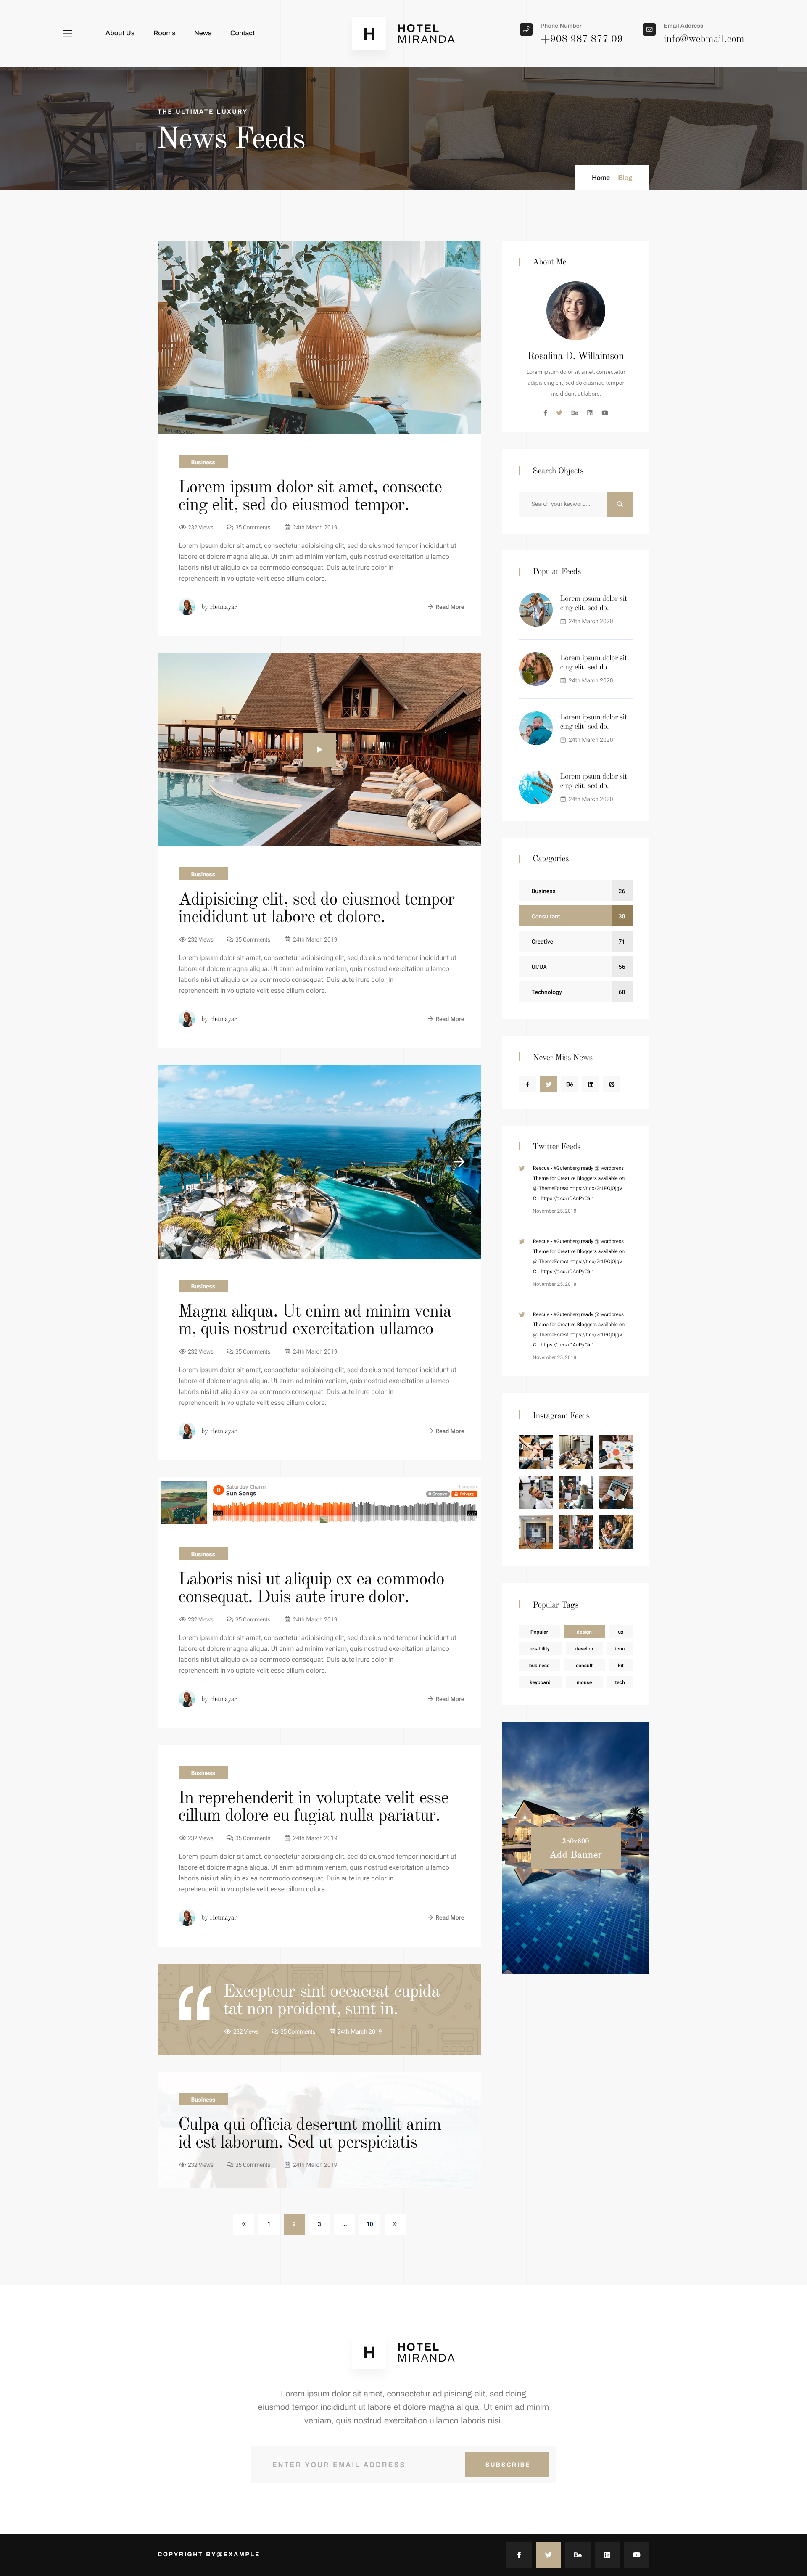 About Us
Rooms
News
Contact
H
HOTEL
MIRANDA
Phone Number
+908 987 877 09
Email Address
info@webmail.com
THE ULTIMATE LUXURY
News Feeds
Home | Blog
Business
Lorem ipsum dolor sit amet, consecte
cing elit, sed do eiusmod tempor.
232 Views
35 Comments
24th March 2019
Lorem ipsum dolor sit amet, consectetur adipisicing elit, sed do eiusmod tempor incididunt ut
labore et dolore magna aliqua. Ut enim ad minim veniam, quis nostrud exercitation ullamco
laboris nisi ut aliquip ex ea commodo consequat. Duis aute irure dolor in
reprehenderit in voluptate velit esse cillum dolore.
by Hetmayar
Read More
Business
Adipisicing elit, sed do eiusmod tempor
incididunt ut labore et dolore.
232 Views
35 Comments
24th March 2019
Lorem ipsum dolor sit amet, consectetur adipisicing elit, sed do eiusmod tempor incididunt ut
labore et dolore magna aliqua. Ut enim ad minim veniam, quis nostrud exercitation ullamco
laboris nisi ut aliquip ex ea commodo consequat. Duis aute irure dolor in
reprehenderit in voluptate velit esse cillum dolore.
by Hetmayar
Read More
Business
Magna aliqua. Ut enim ad minim venia
m, quis nostrud exercitation ullamco
232 Views
35 Comments
24th March 2019
Lorem ipsum dolor sit amet, consectetur adipisicing elit, sed do eiusmod tempor incididunt ut
labore et dolore magna aliqua. Ut enim ad minim veniam, quis nostrud exercitation ullamco
laboris nisi ut aliquip ex ea commodo consequat. Duis aute irure dolor in
reprehenderit in voluptate velit esse cillum dolore.
by Hetmayar
Read More
Saturday Charm
Sun Songs
# Groovy
Private
Business
Laboris nisi ut aliquip ex ea commodo
consequat. Duis aute irure dolor.
232 Views
35 Comments
24th March 2019
Lorem ipsum dolor sit amet, consectetur adipisicing elit, sed do eiusmod tempor incididunt ut
labore et dolore magna aliqua. Ut enim ad minim veniam, quis nostrud exercitation ullamco
laboris nisi ut aliquip ex ea commodo consequat. Duis aute irure dolor in
reprehenderit in voluptate velit esse cillum dolore.
by Hetmayar
Read More
Business
In reprehenderit in voluptate velit esse
cillum dolore eu fugiat nulla pariatur.
232 Views
35 Comments
24th March 2019
Lorem ipsum dolor sit amet, consectetur adipisicing elit, sed do eiusmod tempor incididunt ut
labore et dolore magna aliqua. Ut enim ad minim veniam, quis nostrud exercitation ullamco
laboris nisi ut aliquip ex ea commodo consequat. Duis aute irure dolor in
reprehenderit in voluptate velit esse cillum dolore.
by Hetmayar
Read More
Excepteur sint occaecat cupida
tat non proident, sunt in.
232 Views
35 Comments
24th March 2019
Business
Culpa qui officia deserunt mollit anim
id est laborum. Sed ut perspiciatis
232 Views
35 Comments
24th March 2019
« 1 2 3 ... 10 »
About Me
Rosalina D. Willaimson
Lorem ipsum dolor sit amet, consectetur
adipisicing elit, sed do eiusmod tempor
incididunt ut labore.
Bē
Search Objects
Search your keyword...
Popular Feeds
Lorem ipsum dolor sit
cing elit, sed do.
24th March 2020
Lorem ipsum dolor sit
cing elit, sed do.
24th March 2020
Lorem ipsum dolor sit
cing elit, sed do.
24th March 2020
Lorem ipsum dolor sit
cing elit, sed do.
24th March 2020
Categories
Business 26
Consultant 30
Creative 71
UI/UX 56
Technology 60
Never Miss News
Bē
Twitter Feeds
Rescue - #Gutenberg ready @ wordpress
Theme for Creative Bloggers available on
@ ThemeForest
November 25, 2018
Rescue - #Gutenberg ready @ wordpress
Theme for Creative Bloggers available on
@ ThemeForest
November 25, 2018
Rescue - #Gutenberg ready @ wordpress
Theme for Creative Bloggers available on
@ ThemeForest
November 25, 2018
Instagram Feeds
Popular Tags
Popular design ux
usability develop icon
business consult kit
keyboard mouse tech
350x600
Add Banner
H
HOTEL
MIRANDA
Lorem ipsum dolor sit amet, consectetur adipisicing elit, sed doing
eiusmod tempor incididunt ut labore et dolore magna aliqua. Ut enim ad minim
veniam, quis nostrud exercitation ullamco laboris nisi.
ENTER YOUR EMAIL ADDRESS
SUBSCRIBE
COPYRIGHT BY@EXAMPLE
Bē